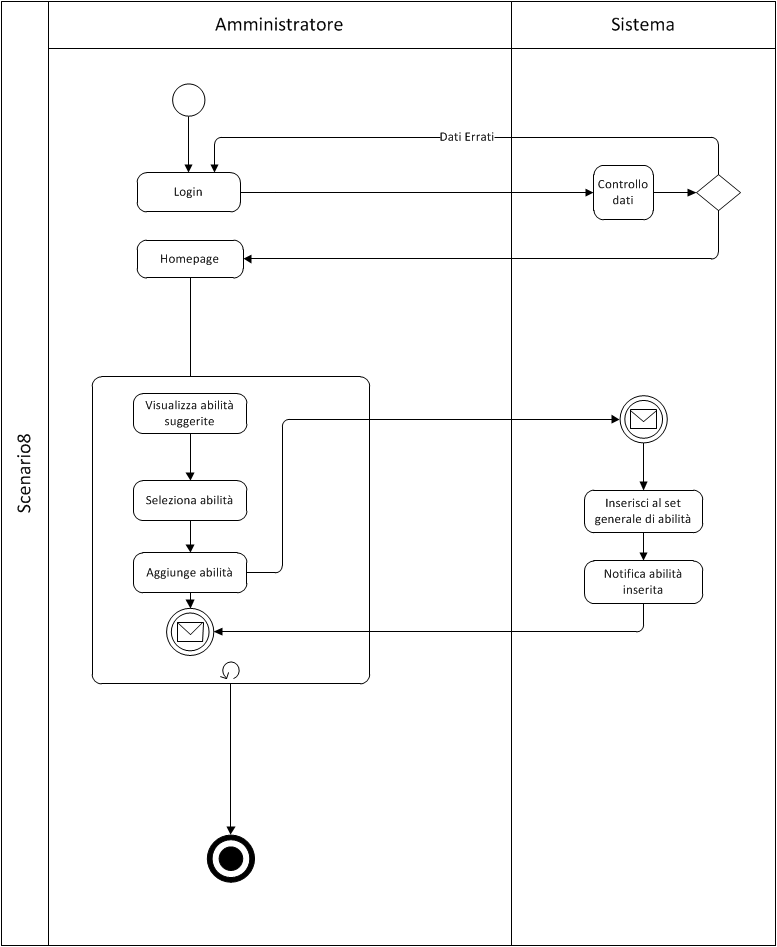 Amministratore
Sistema
Scenario8
Dati Errati
Login
Controllo
dati
Homepage
Visualizza abilità
suggerite
Seleziona abilità
Inserisci al set
generale di abilità
Aggiunge abilità
Notifica abilità
inserita